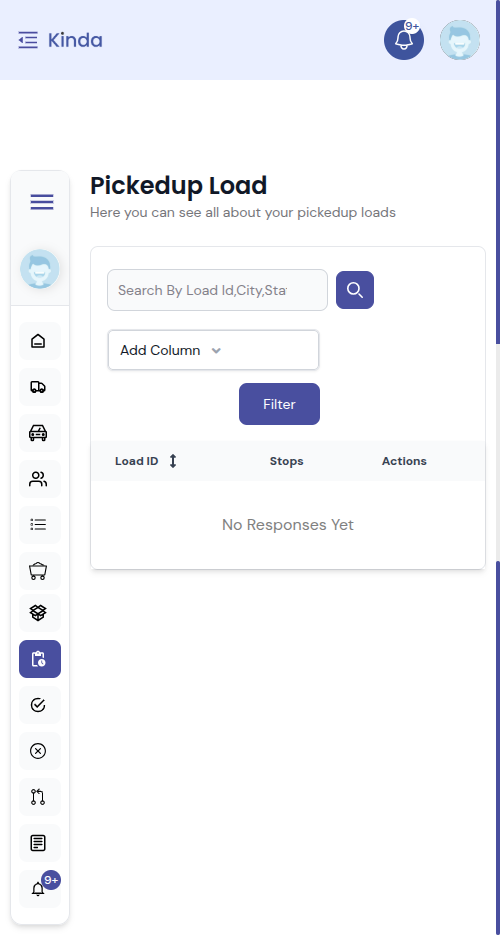 Kinda
9+
Pickedup Load
Here you can see all about your pickedup loads
Search By Load Id,City,Sta
Add Column
Filter
Load ID Stops Actions
No Responses Yet
9+